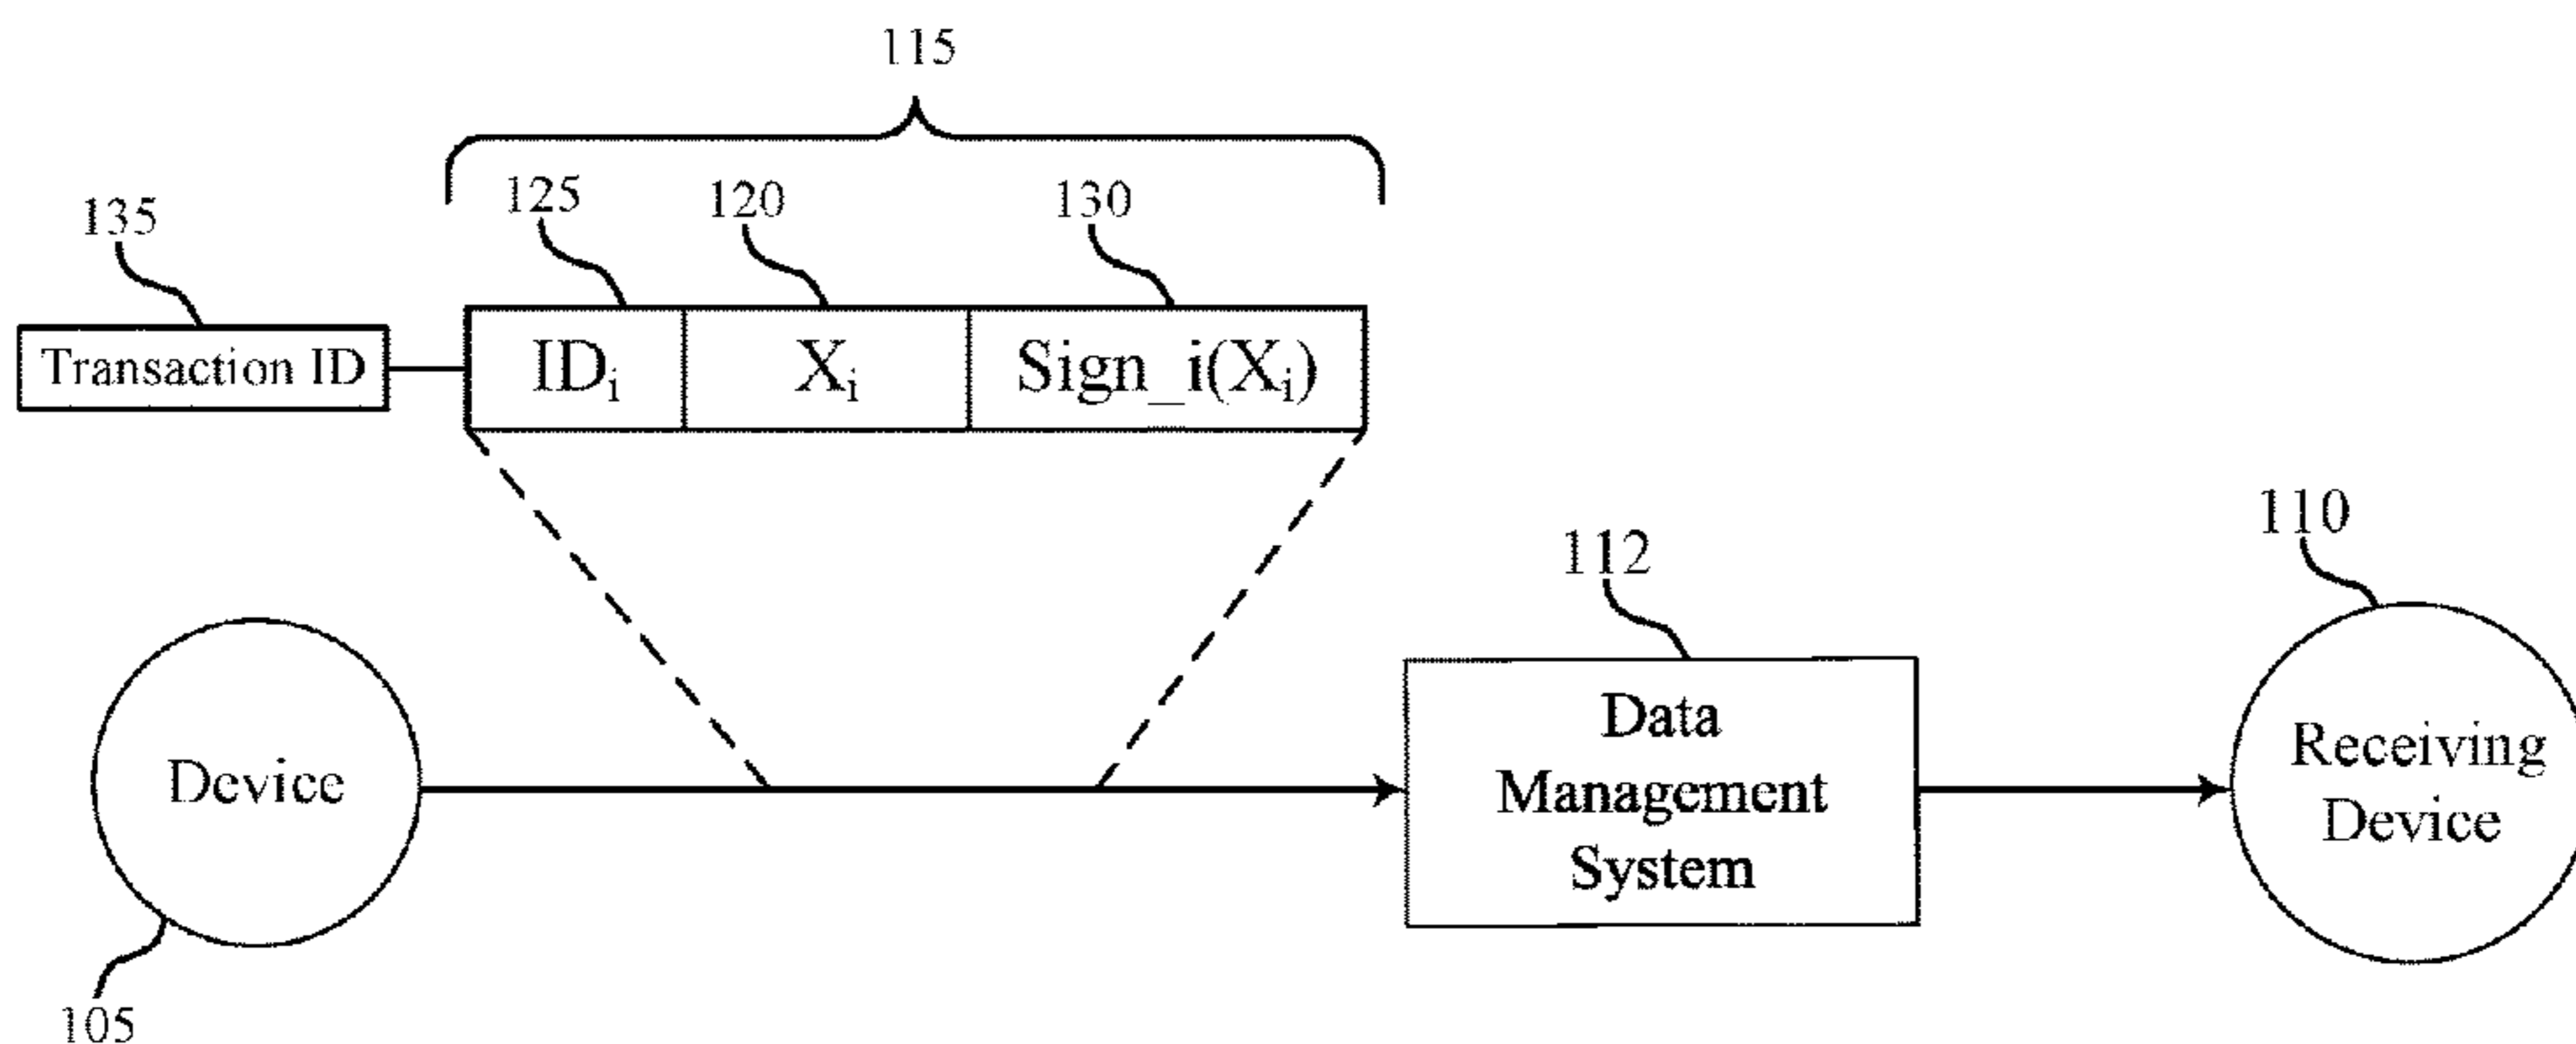 115
125 120 130
135
Transaction ID
IDᵢ Xᵢ Sign_i(Xᵢ)
110
112
Device
Data
Management
System
Receiving
Device
105